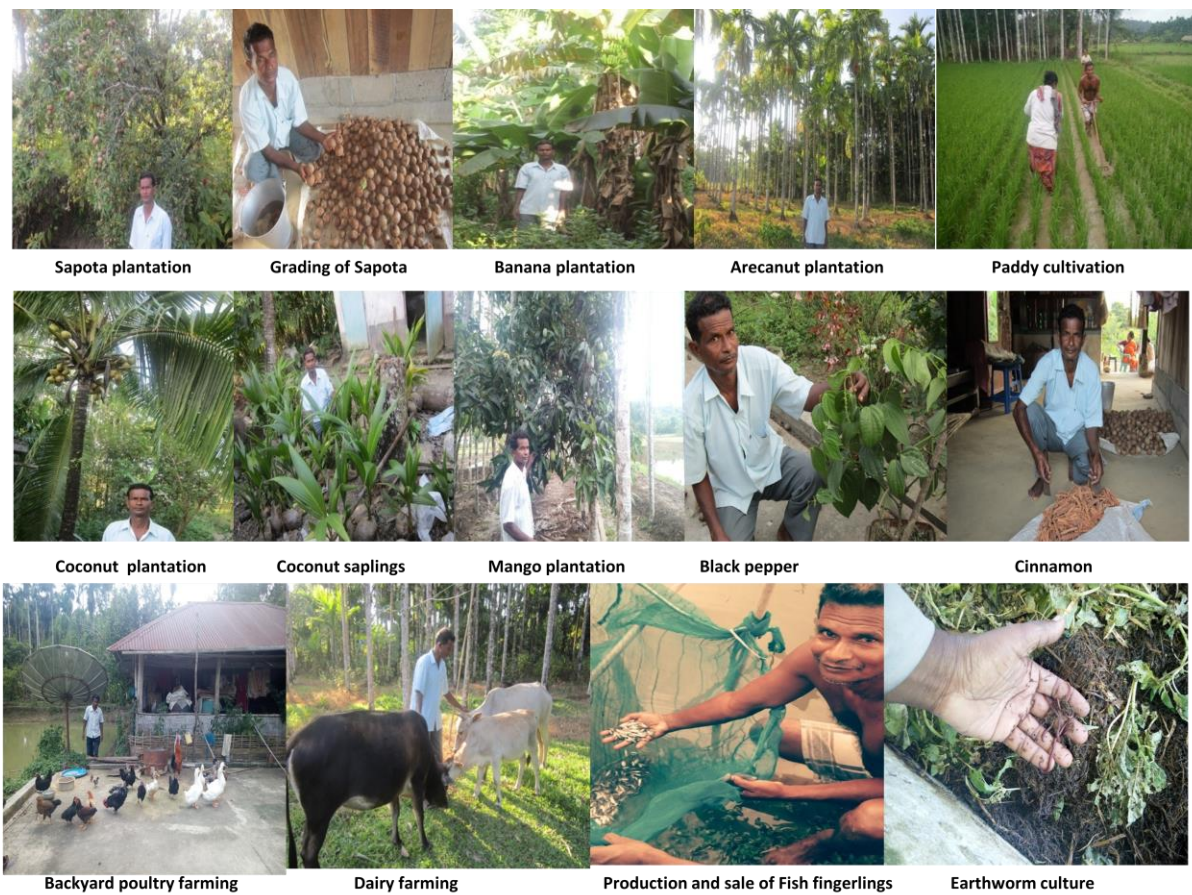 Sapota plantation
Grading of Sapota
Banana plantation
Arecanut plantation
Paddy cultivation
Coconut plantation
Coconut saplings
Mango plantation
Black pepper
Cinnamon
Backyard poultry farming
Dairy farming
Production and sale of Fish fingerlings
Earthworm culture